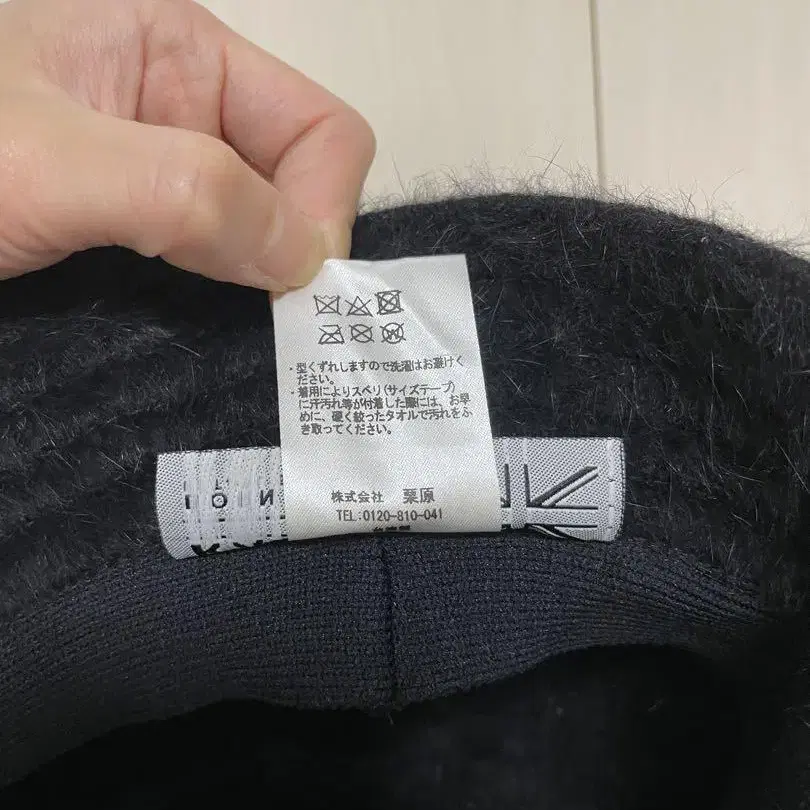 ・型くずれしますので洗濯はお避けください。
・着用によりスベリ(サイズテープ)に汗汚れ等が付着した際には、お早めに、硬く絞ったタオルで汚れをふき取ってください。
株式会社 栗原
TEL:0120-810-041